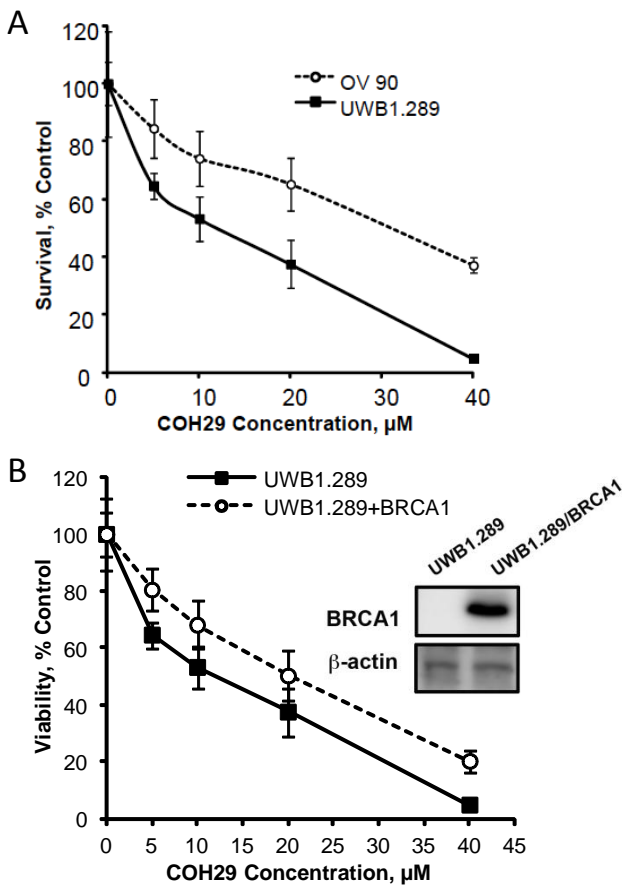 A
120
100
80
60
40
20
0
Survival, % Control
OV 90
UWB1.289
0 10 20 30 40
COH29 Concentration, µM
B
120
100
80
60
40
20
0
Viability, % Control
UWB1.289
UWB1.289+BRCA1
UWB1.289
UWB1.289/BRCA1
BRCA1
β-actin
0 5 10 15 20 25 30 35 40 45
COH29 Concentration, µM